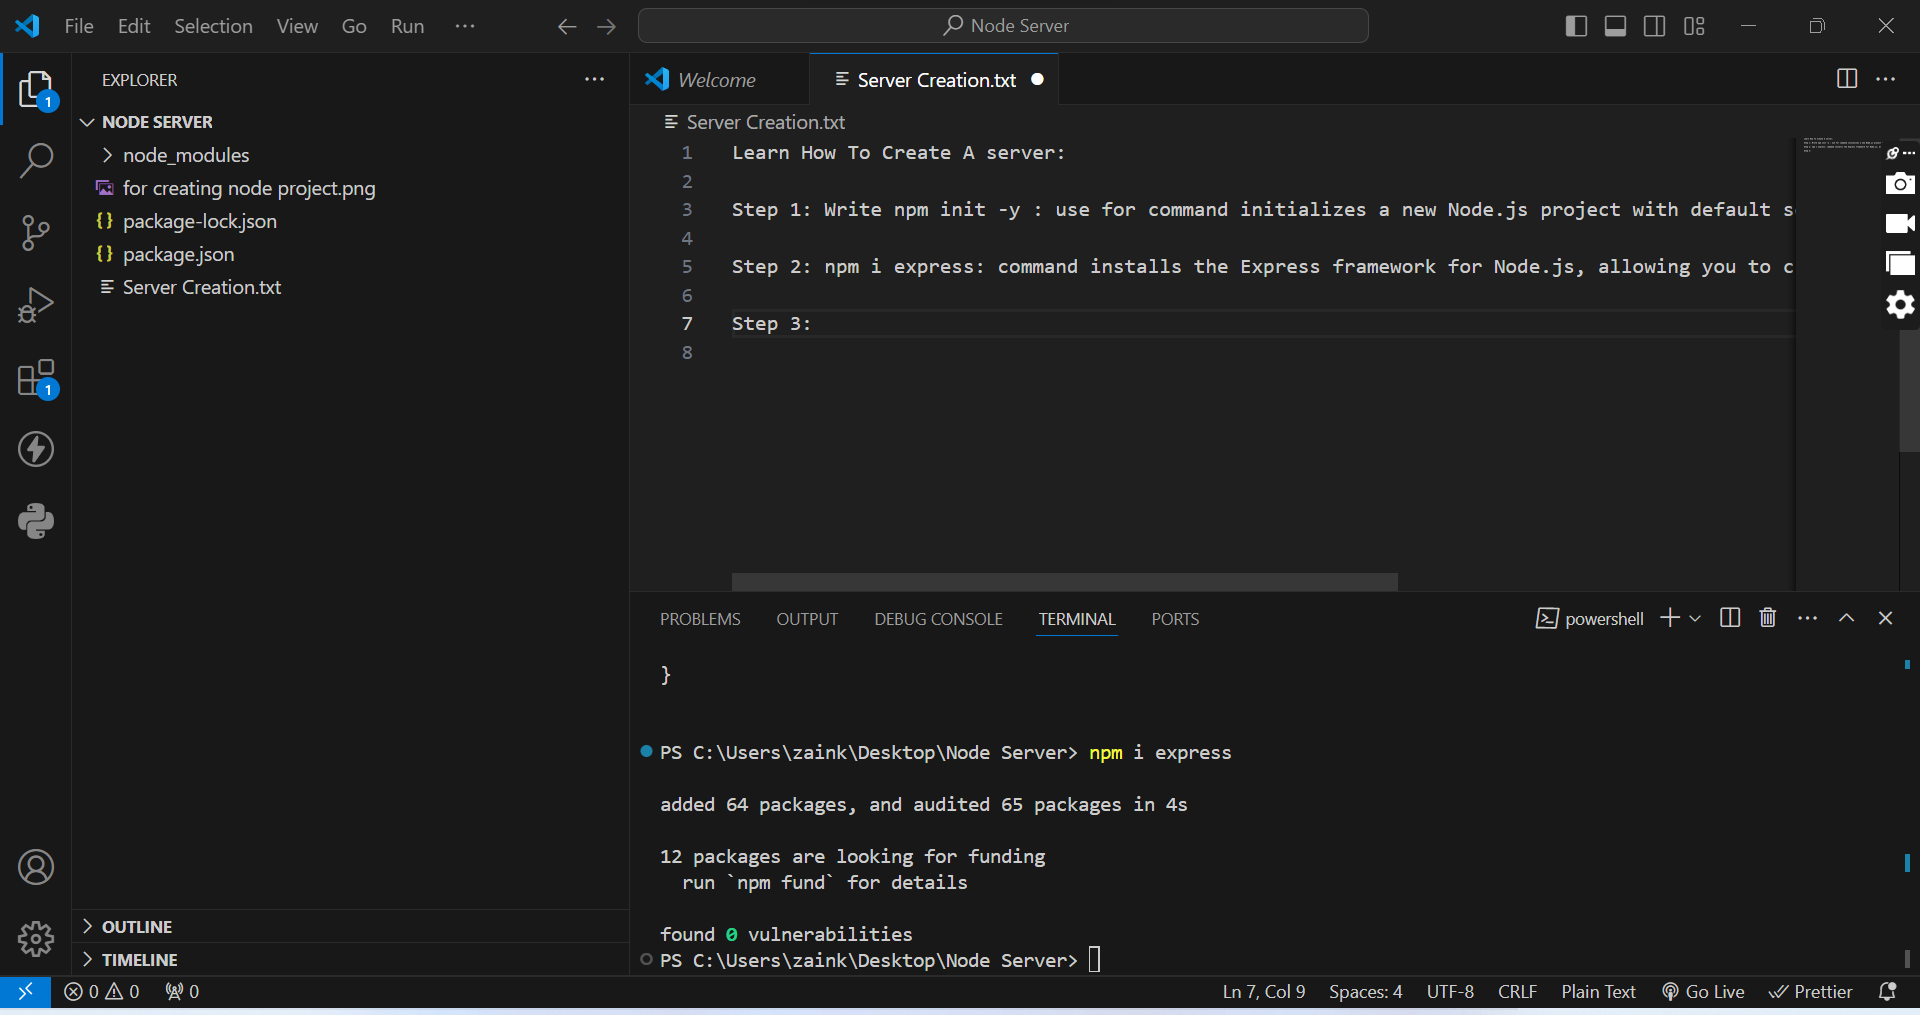 File Edit Selection View Go Run
Node Server
EXPLORER
NODE SERVER
node_modules
for creating node project.png
package-lock.json
package.json
Server Creation.txt
OUTLINE
TIMELINE
1
1
Welcome
Server Creation.txt
Server Creation.txt
1 Learn How To Create A server:
2
3 Step 1: Write npm init -y : use for command initializes a new Node.js project with default s
4
5 Step 2: npm i express: command installs the Express framework for Node.js, allowing you to c
6
7 Step 3:
8
PROBLEMS OUTPUT DEBUG CONSOLE TERMINAL PORTS
powershell
}
PS C:\Users\zaink\Desktop\Node Server> npm i express
added 64 packages, and audited 65 packages in 4s
12 packages are looking for funding
run `npm fund` for details
found 0 vulnerabilities
PS C:\Users\zaink\Desktop\Node Server>
0 0 0
Ln 7, Col 9 Spaces: 4 UTF-8 CRLF Plain Text Go Live Prettier